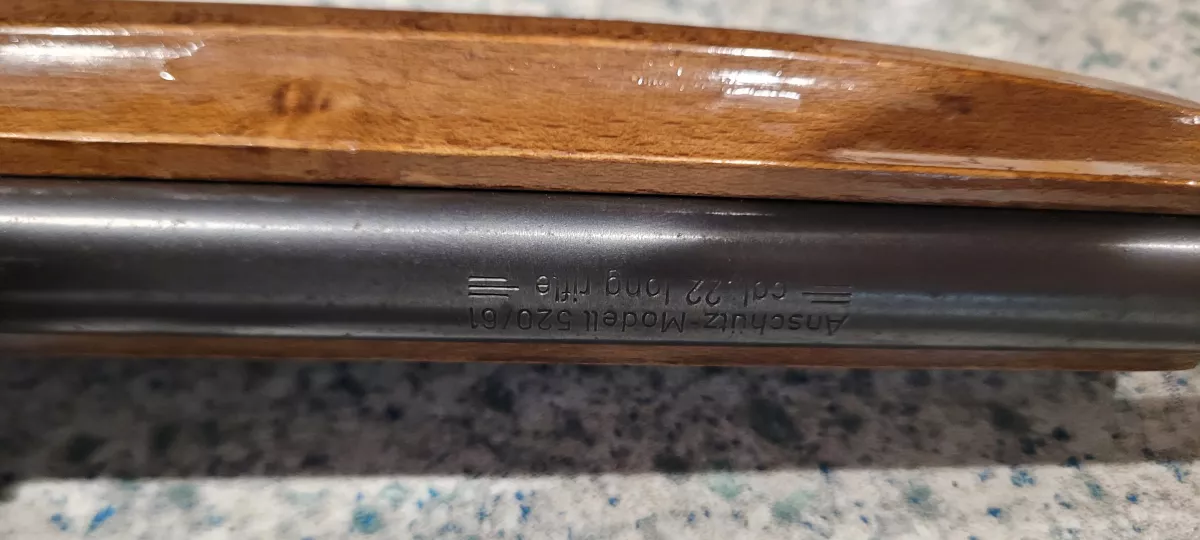 Anschütz-Modell 520/61
cal. 22 long rifle